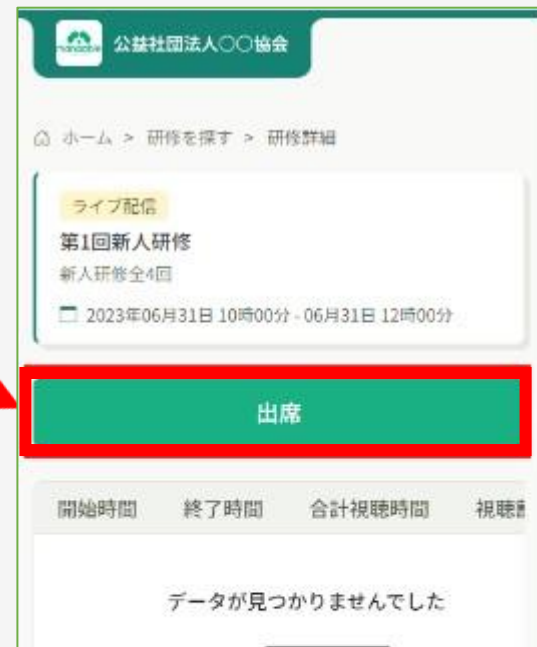 manaable 公益社団法人〇〇協会
ホーム > 研修を探す > 研修詳細
ライブ配信
第1回新人研修
新人研修全4回
2023年06月31日 10時00分 - 06月31日 12時00分
出席
開始時間 終了時間 合計視聴時間 視聴
データが見つかりませんでした